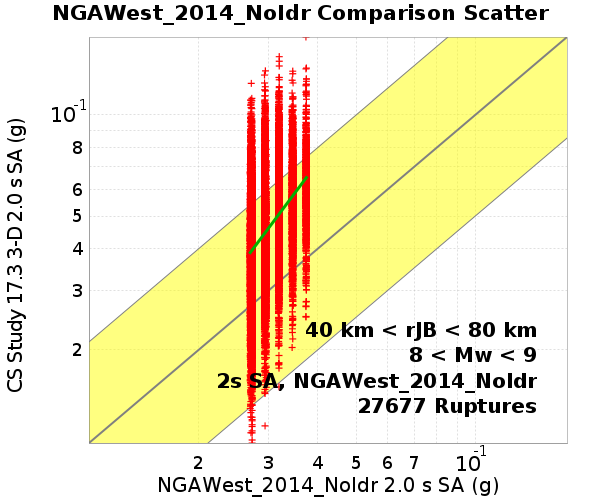 NGAWest_2014_NoIdr Comparison Scatter
CS Study 17.3 3-D 2.0 s SA (g)
10-1
8
6
5
4
3
2
40 km < rJB < 80 km
8 < Mw < 9
2s SA, NGAWest_2014_NoIdr
27677 Ruptures
2 3 4 5 6 7 10-1
NGAWest_2014_NoIdr 2.0 s SA (g)